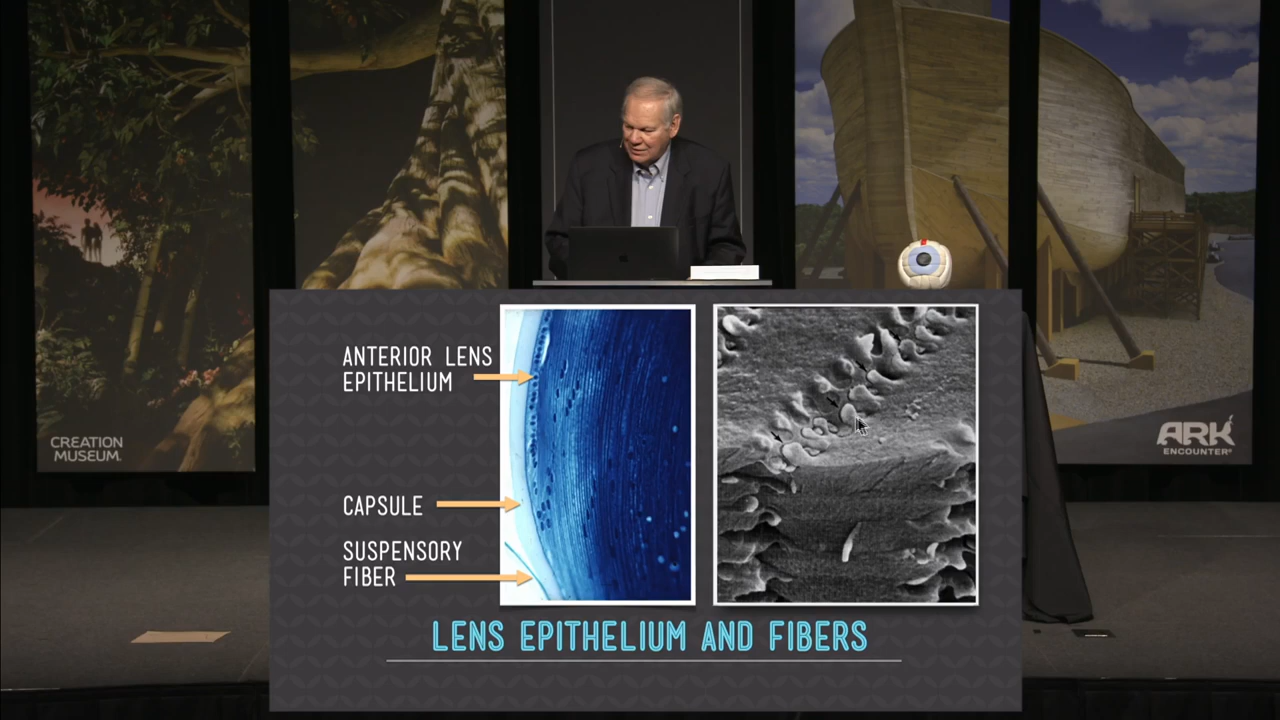 CREATION
MUSEUM
ARK
ENCOUNTER
ANTERIOR LENS
EPITHELIUM
CAPSULE
SUSPENSORY
FIBER
LENS EPITHELIUM AND FIBERS